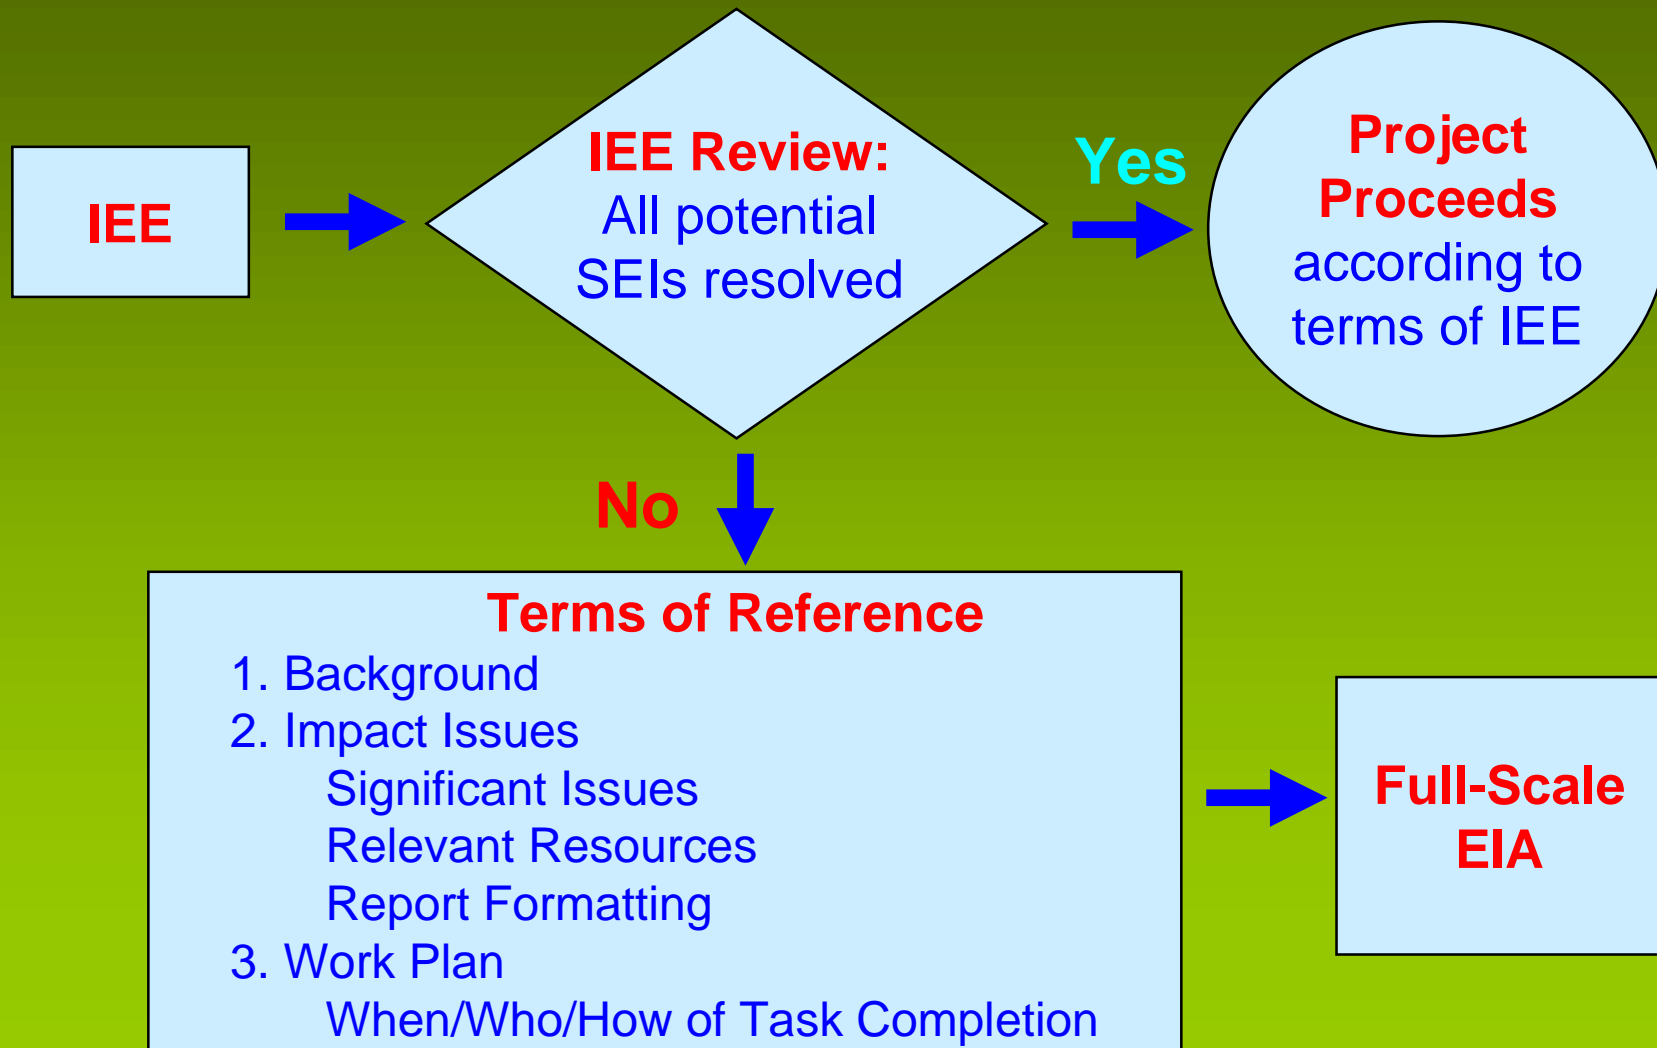 IEE
IEE Review:
All potential
SEIs resolved
Yes
Project
Proceeds
according to
terms of IEE
No
Terms of Reference
1. Background
2. Impact Issues
Significant Issues
Relevant Resources
Report Formatting
3. Work Plan
When/Who/How of Task Completion
Full-Scale
EIA